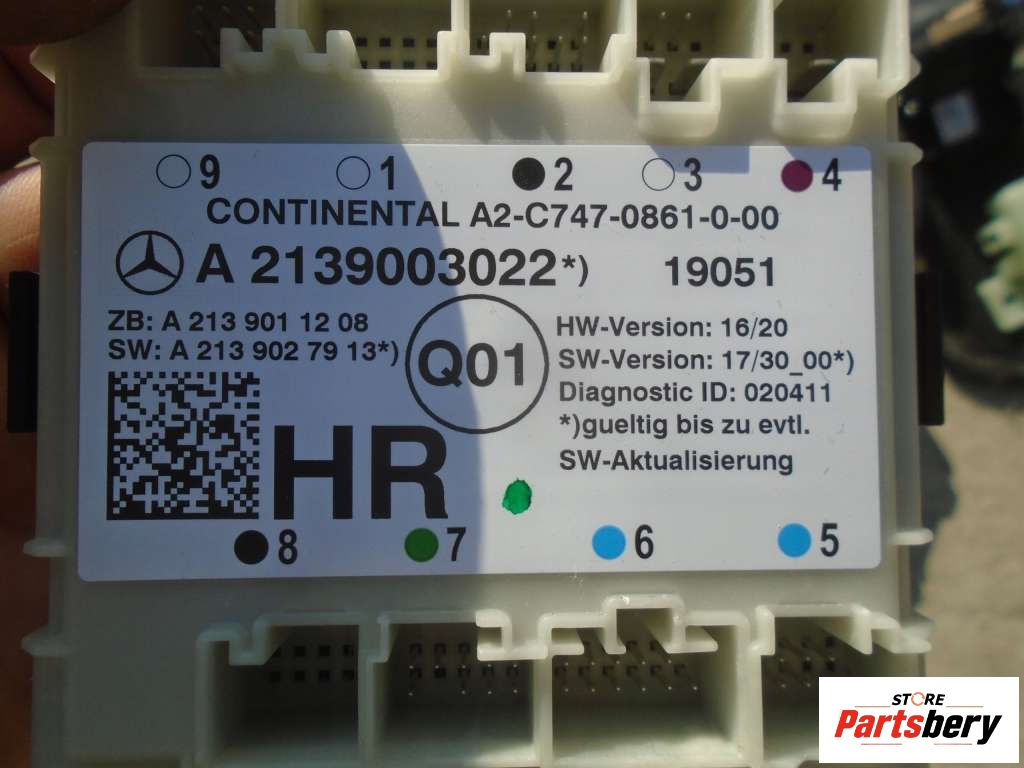 9 1 2 3 4
CONTINENTAL A2-C747-0861-0-00
A 2139003022*) 19051
ZB: A 213 901 12 08
SW: A 213 902 79 13*)
Q01
HW-Version: 16/20
SW-Version: 17/30_00*)
Diagnostic ID: 020411
*)gueltig bis zu evtl.
SW-Aktualisierung
HR
8 7 6 5
STORE
Partsbery